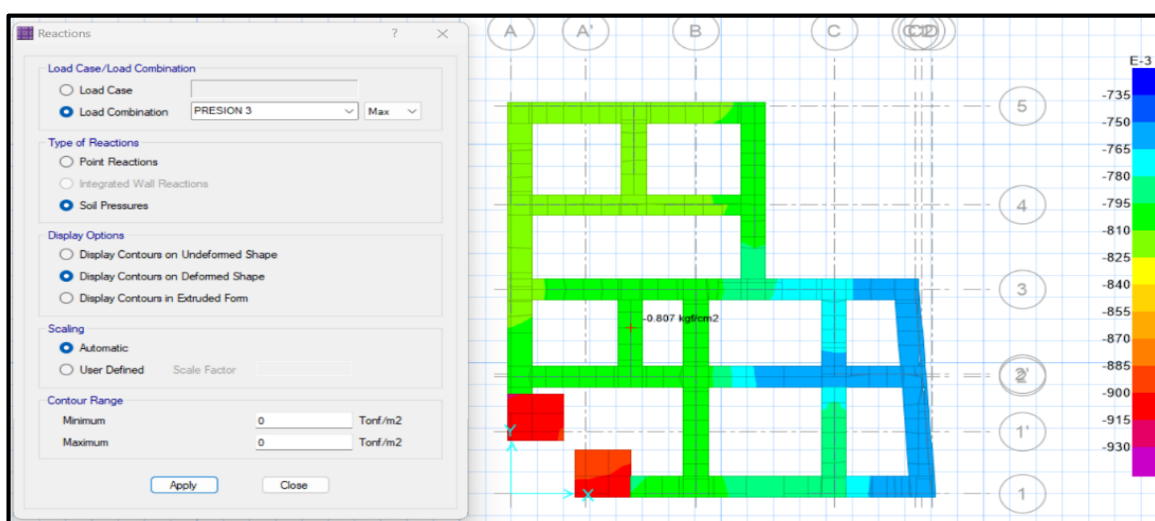 Reactions
?
Load Case/Load Combination
Load Case
Load Combination PRESION 3 Max
Type of Reactions
Point Reactions
Integrated Wall Reactions
Soil Pressures
Display Options
Display Contours on Undeformed Shape
Display Contours on Deformed Shape
Display Contours in Extruded Form
Scaling
Automatic
User Defined Scale Factor
Contour Range
Minimum 0 Tonf/m2
Maximum 0 Tonf/m2
Apply Close
A A' B C D
5
4
3
2'
1'
1
-0.807 kgf/cm2
Y
X
E-3
-735
-750
-765
-780
-795
-810
-825
-840
-855
-870
-885
-900
-915
-930